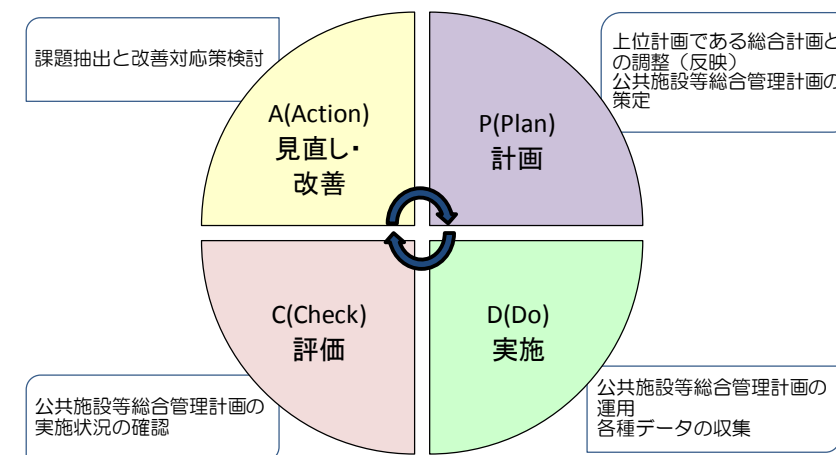 課題抽出と改善対応策検討
A(Action)
見直し・
改善
P(Plan)
計画
上位計画である総合計画と
の調整（反映）
公共施設等総合管理計画の
策定
C(Check)
評価
D(Do)
実施
公共施設等総合管理計画の
実施状況の確認
公共施設等総合管理計画の
運用
各種データの収集